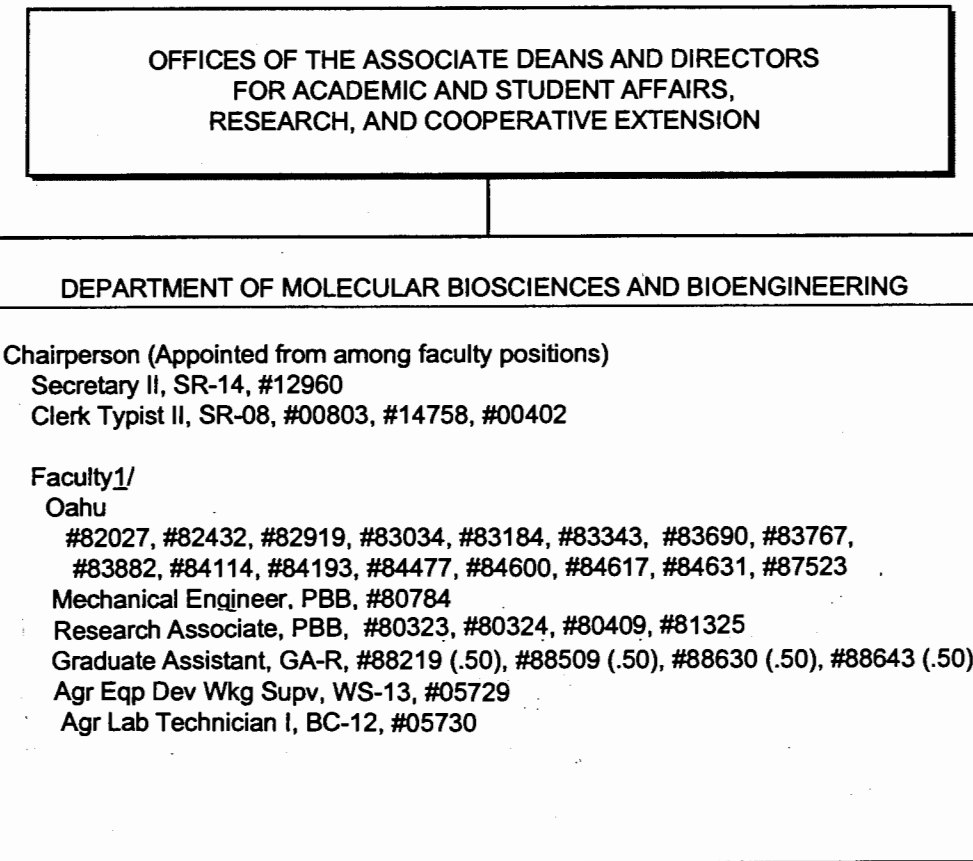 OFFICES OF THE ASSOCIATE DEANS AND DIRECTORS
FOR ACADEMIC AND STUDENT AFFAIRS,
RESEARCH, AND COOPERATIVE EXTENSION
DEPARTMENT OF MOLECULAR BIOSCIENCES AND BIOENGINEERING
Chairperson (Appointed from among faculty positions)
Secretary II, SR-14, #12960
Clerk Typist II, SR-08, #00803, #14758, #00402
Faculty1/
Oahu
#82027, #82432, #82919, #83034, #83184, #83343, #83690, #83767,
#83882, #84114, #84193, #84477, #84600, #84617, #84631, #87523
Mechanical Engineer, PBB, #80784
Research Associate, PBB, #80323, #80324, #80409, #81325
Graduate Assistant, GA-R, #88219 (.50), #88509 (.50), #88630 (.50), #88643 (.50)
Agr Eqp Dev Wkg Supv, WS-13, #05729
Agr Lab Technician I, BC-12, #05730